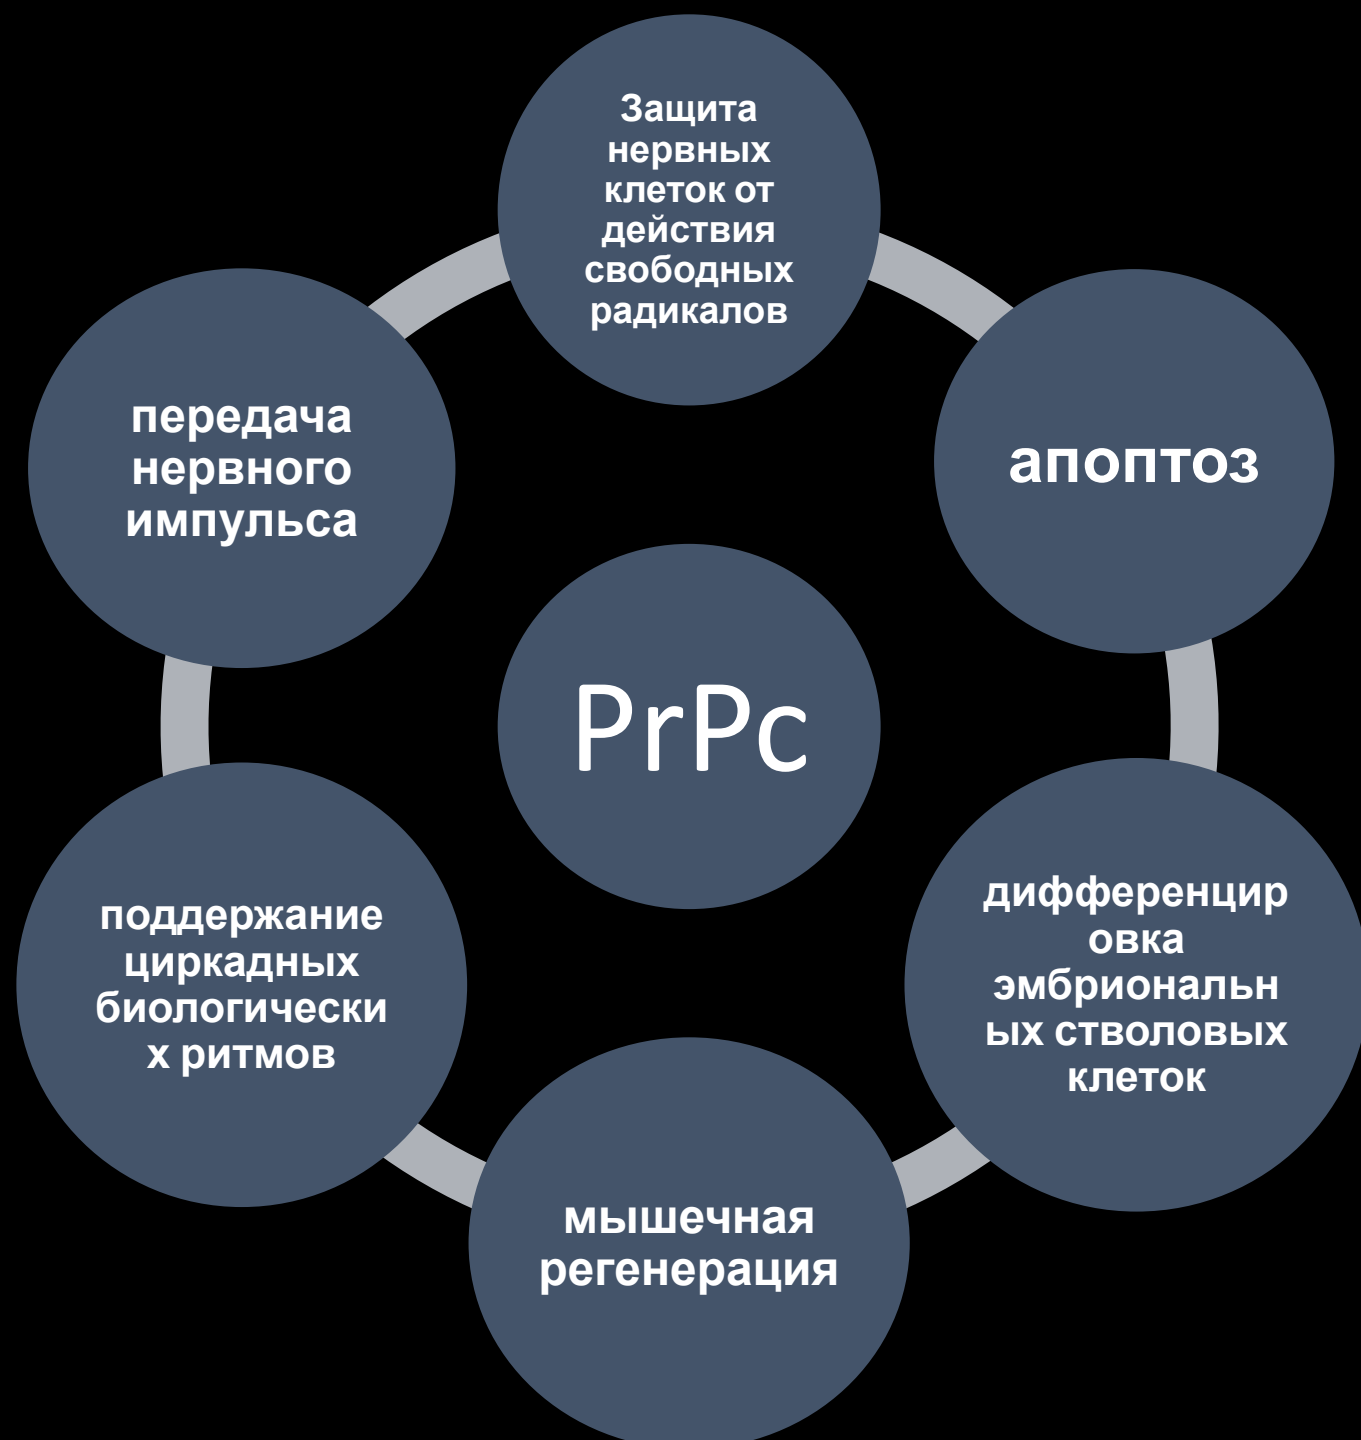 Защита
нервных
клеток от
действия
свободных
радикалов
апоптоз
дифференцир
овка
эмбриональн
ых стволовых
клеток
мышечная
регенерация
поддержание
циркадных
биологически
х ритмов
передача
нервного
импульса
PrPc